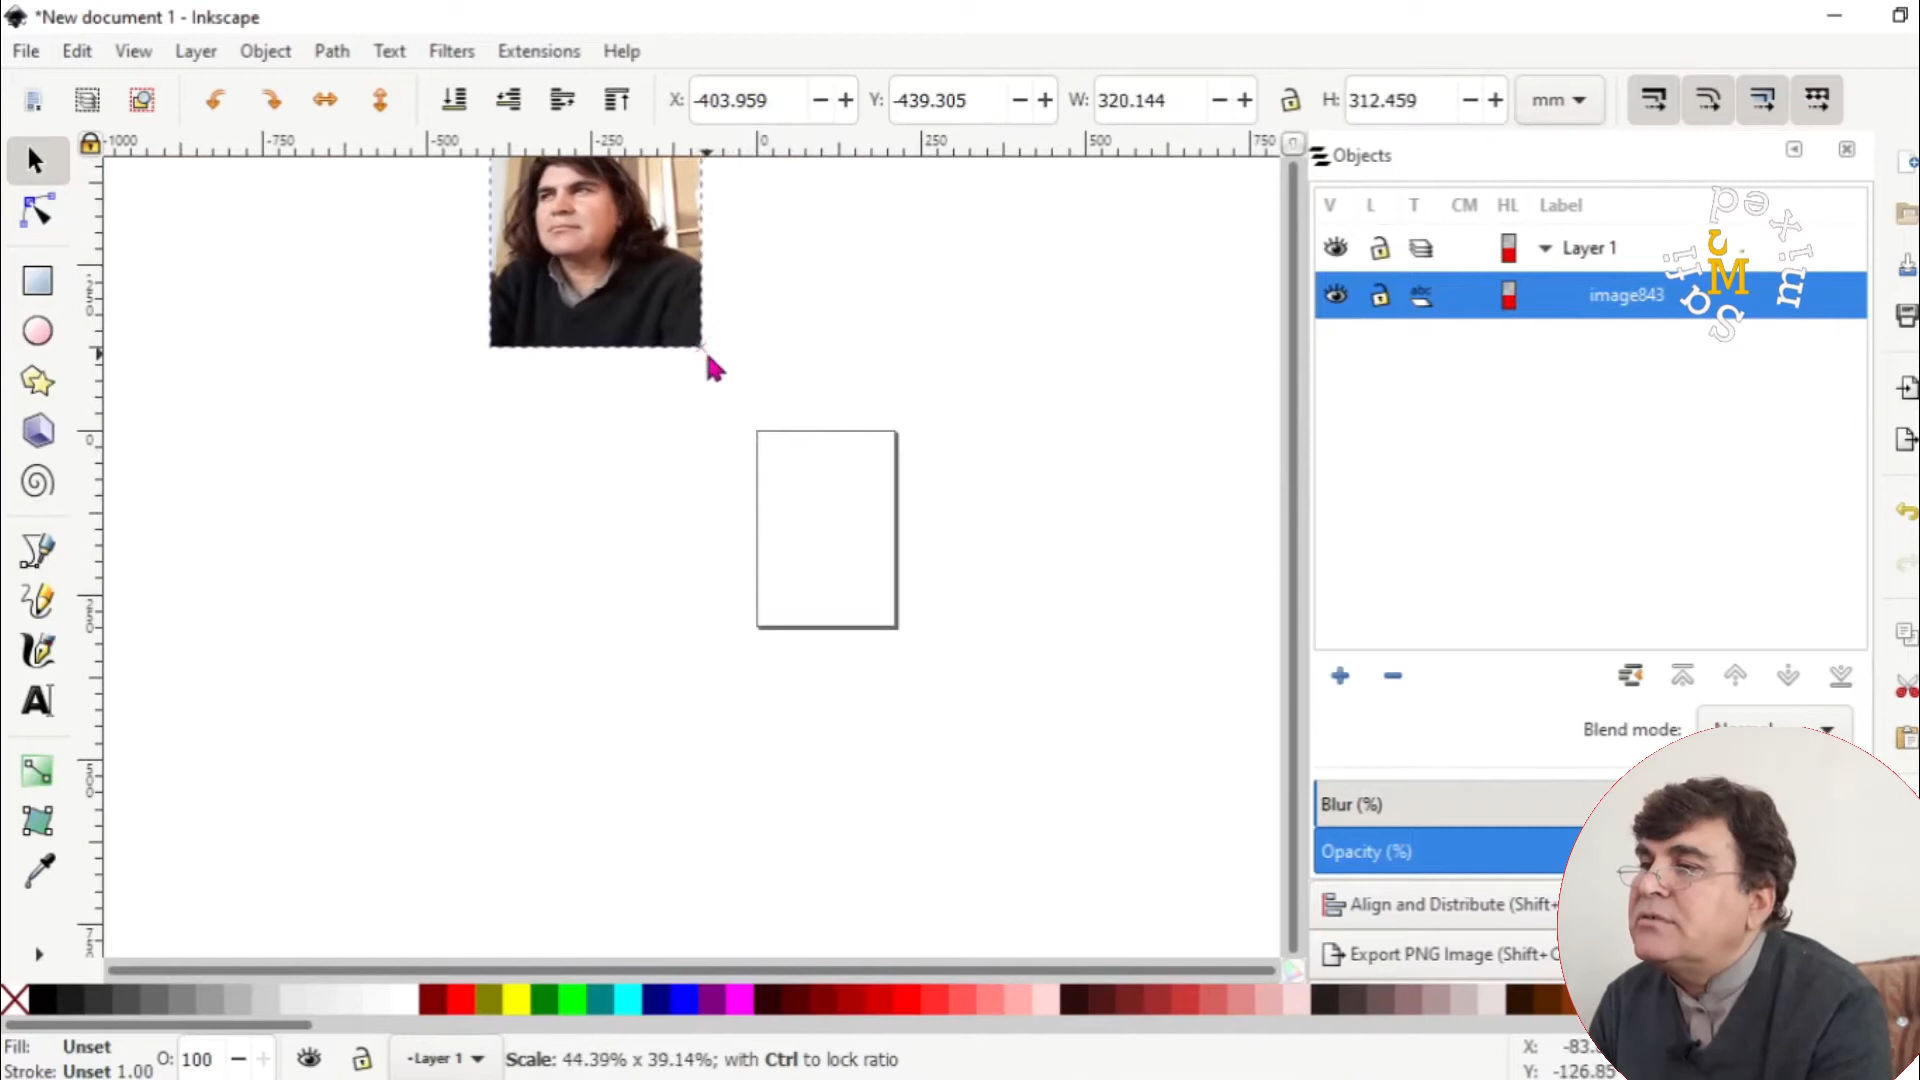 *New document 1 - Inkscape
File Edit View Layer Object Path Text Filters Extensions Help
X: -403.959 Y: -439.305 W: 320.144 H: 312.459 mm
-1000 -750 -500 -250 0 250 500 750
Objects
V L T CM HL Label
Layer 1
abc image843
Mixed
M
Blend mode:
Blur (%)
Opacity (%)
Align and Distribute (Shift+
Export PNG Image (Shift+C
Fill: Unset
Stroke: Unset 1.00
O: 100
-Layer 1
Scale: 44.39% x 39.14%; with Ctrl to lock ratio
X: -83.
Y: -126.85